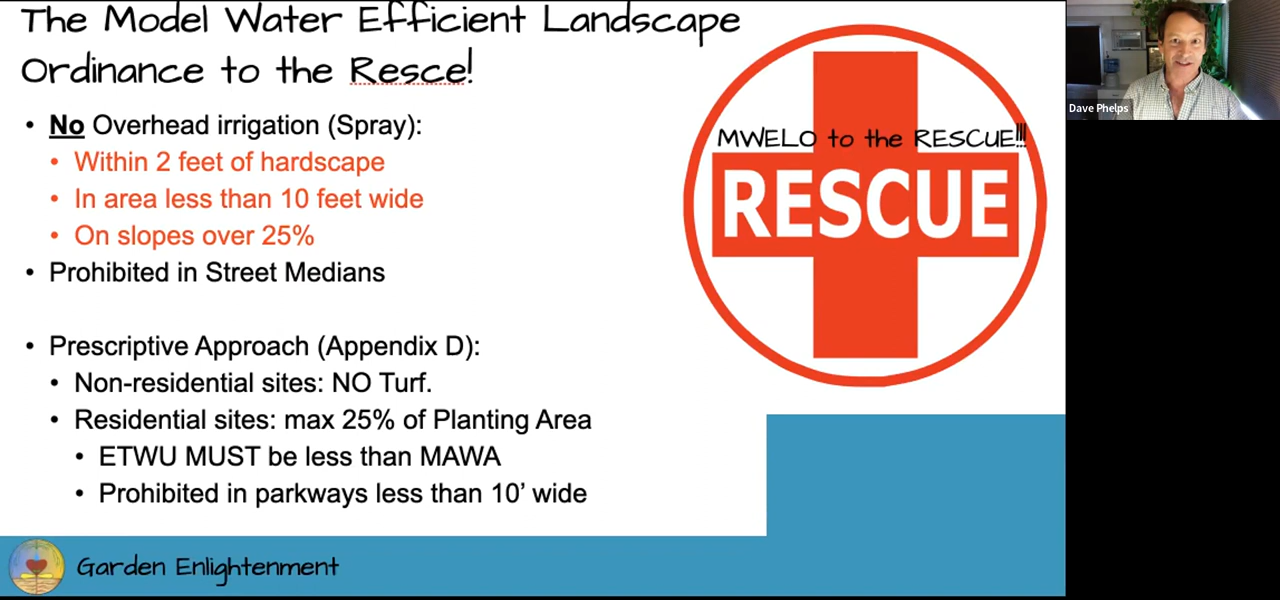 The Model Water Efficient Landscape
Ordinance to the Resce!
• No Overhead irrigation (Spray):
• Within 2 feet of hardscape
• In area less than 10 feet wide
• On slopes over 25%
• Prohibited in Street Medians
• Prescriptive Approach (Appendix D):
• Non-residential sites: NO Turf.
• Residential sites: max 25% of Planting Area
• ETWU MUST be less than MAWA
• Prohibited in parkways less than 10’ wide
MWELO to the RESCUE!!!
RESCUE
Garden Enlightenment
Dave Phelps